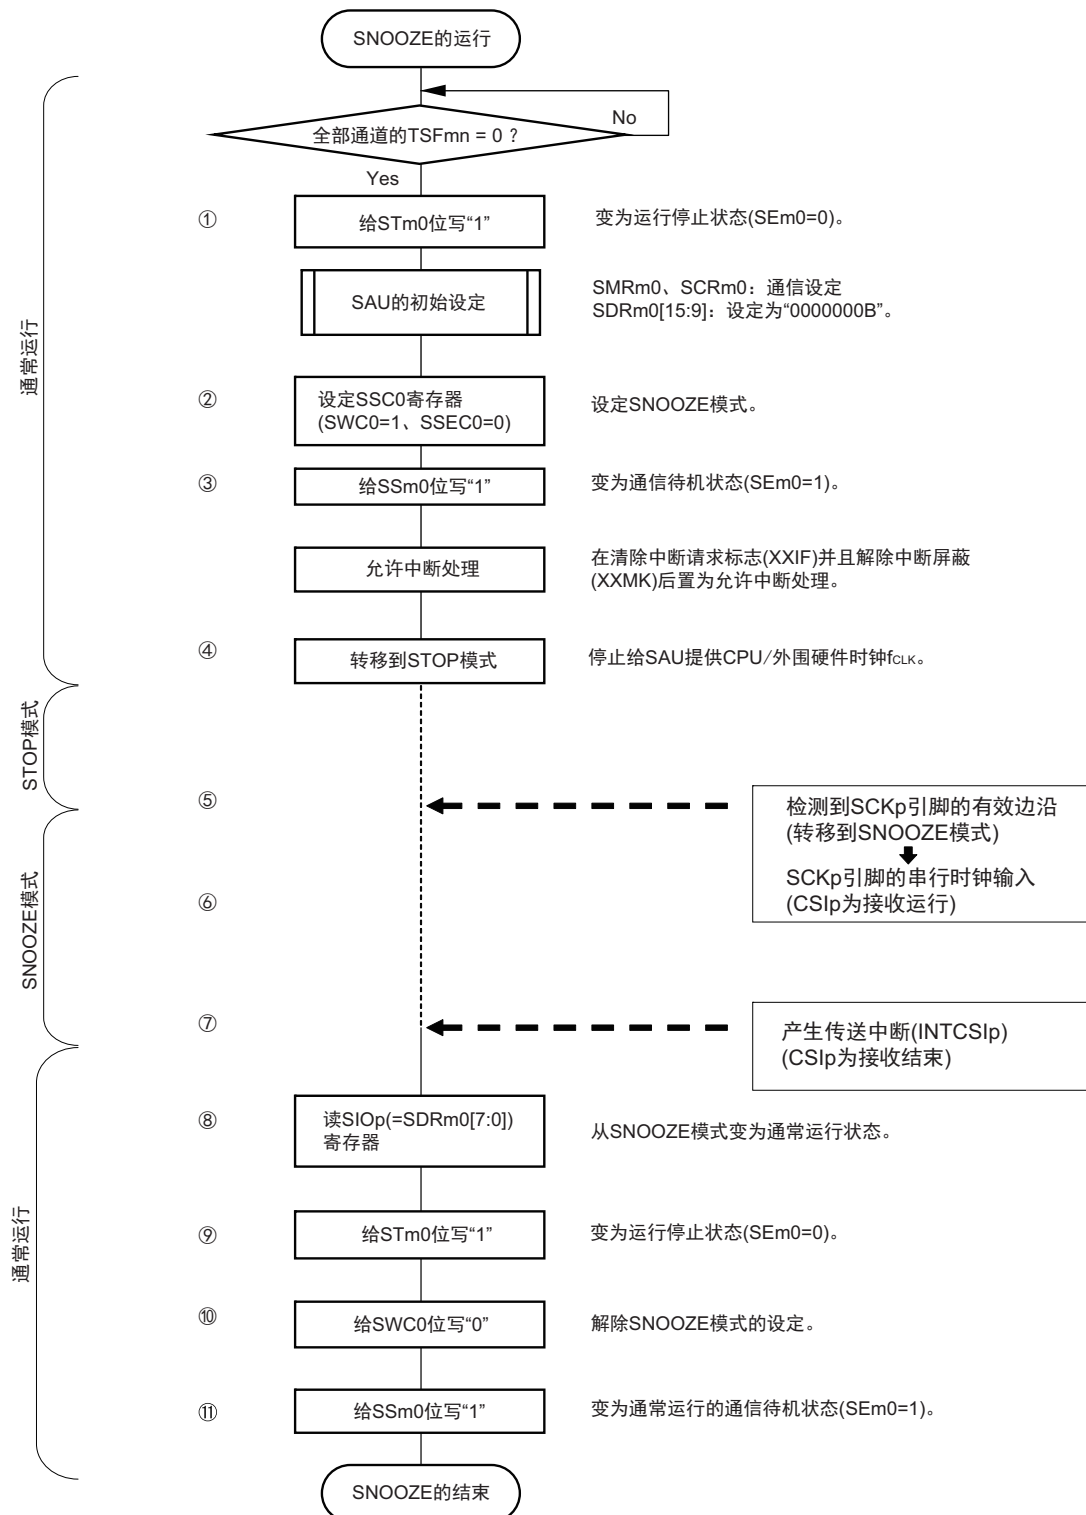 SNOOZE的运行
No
全部通道的TSFmn = 0 ?
Yes
① 给STm0位写“1” 变为运行停止状态(SEm0=0)。
SAU的初始设定
SMRm0、SCRm0：通信设定
SDRm0[15:9]：设定为“0000000B”。
通常运行
② 设定SSC0寄存器
(SWC0=1、SSEC0=0)
设定SNOOZE模式。
③ 给SSm0位写“1” 变为通信待机状态(SEm0=1)。
允许中断处理
在清除中断请求标志(XXIF)并且解除中断屏蔽
(XXMK)后置为允许中断处理。
④ 转移到STOP模式 停止给SAU提供CPU/外围硬件时钟fCLK。
STOP模式
⑤
检测到SCKp引脚的有效边沿
(转移到SNOOZE模式)
SCKp引脚的串行时钟输入
(CSIp为接收运行)
⑥
SNOOZE模式
⑦
产生传送中断(INTCSIp)
(CSIp为接收结束)
⑧ 读SIOp(=SDRm0[7:0])
寄存器
从SNOOZE模式变为通常运行状态。
通常运行
⑨ 给STm0位写“1” 变为运行停止状态(SEm0=0)。
⑩ 给SWC0位写“0” 解除SNOOZE模式的设定。
⑪ 给SSm0位写“1” 变为通常运行的通信待机状态(SEm0=1)。
SNOOZE的结束